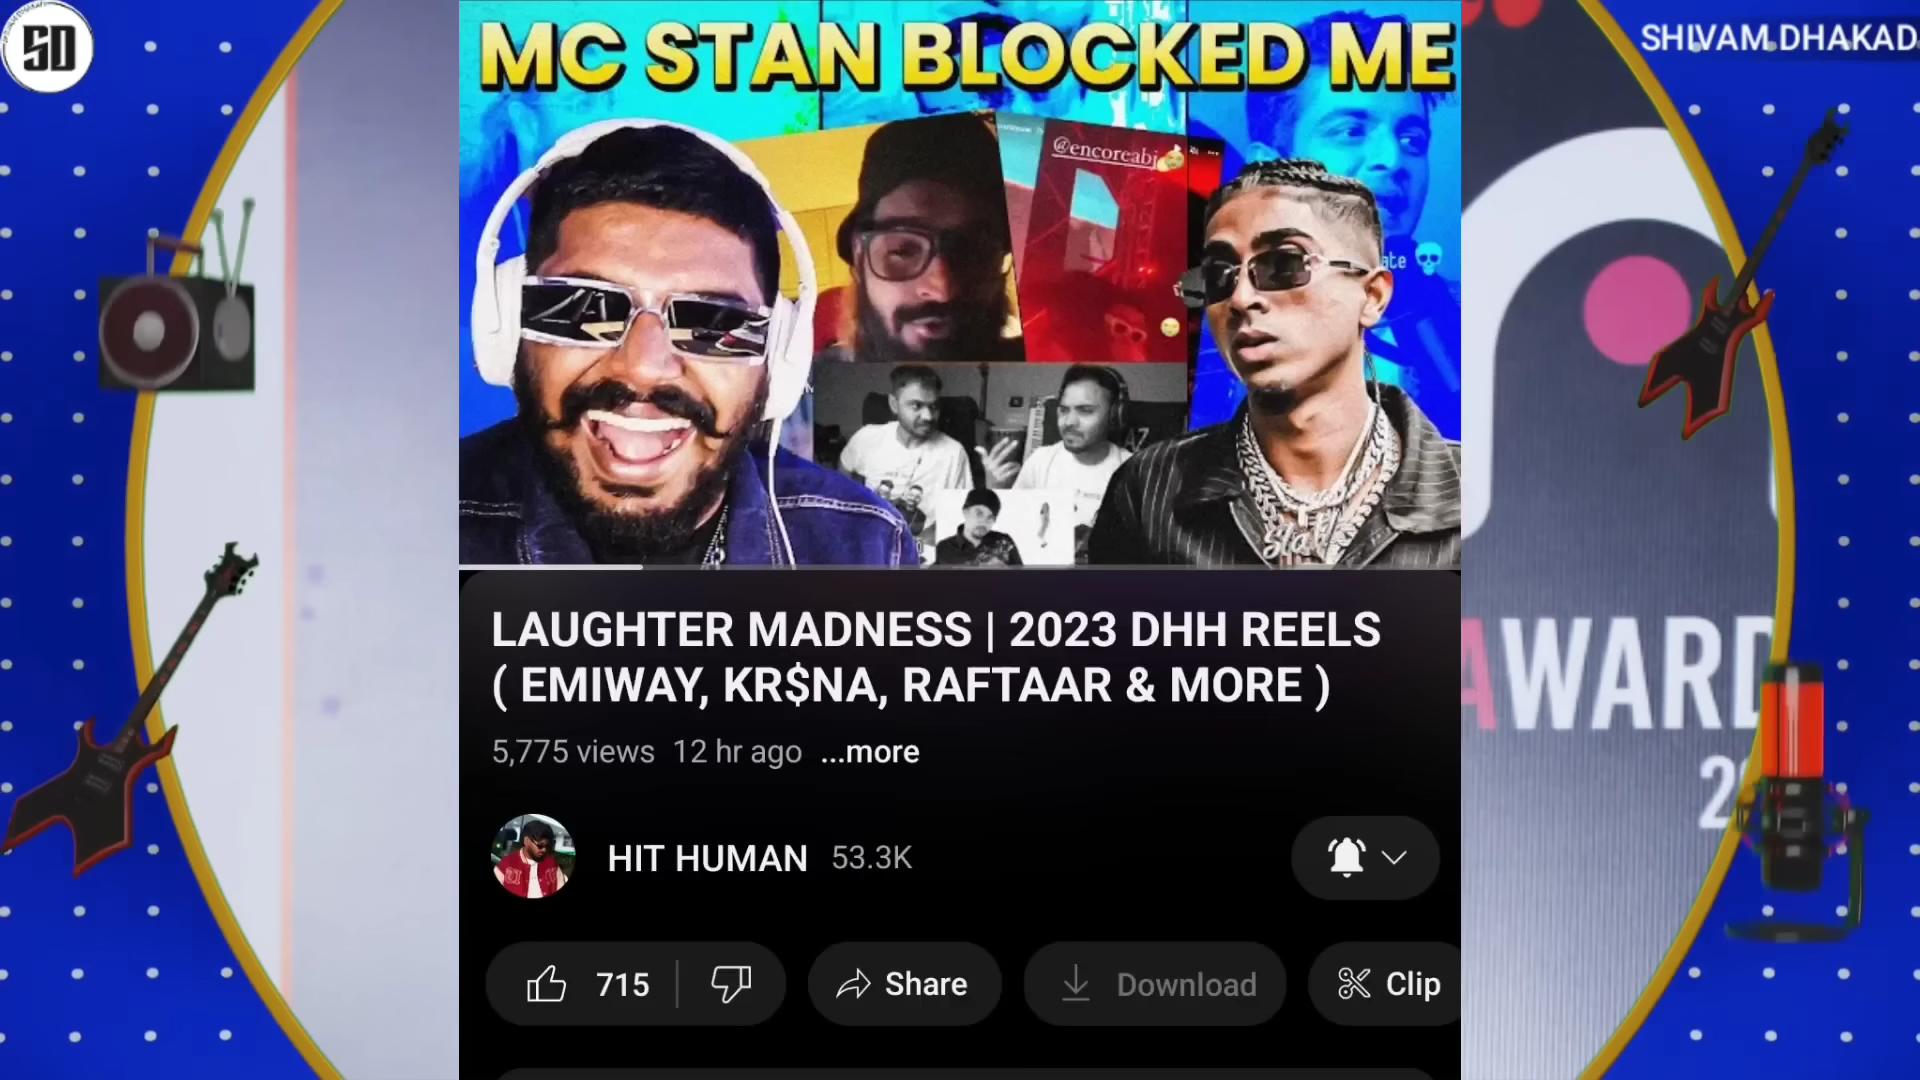 SD
SHIVAM DHAKAD
MC STAN BLOCKED ME
@encoreabj
Stan
LAUGHTER MADNESS | 2023 DHH REELS
( EMIWAY, KR$NA, RAFTAAR & MORE )
5,775 views 12 hr ago ...more
HIT HUMAN 53.3K
715
Share
Download
Clip
AWARD